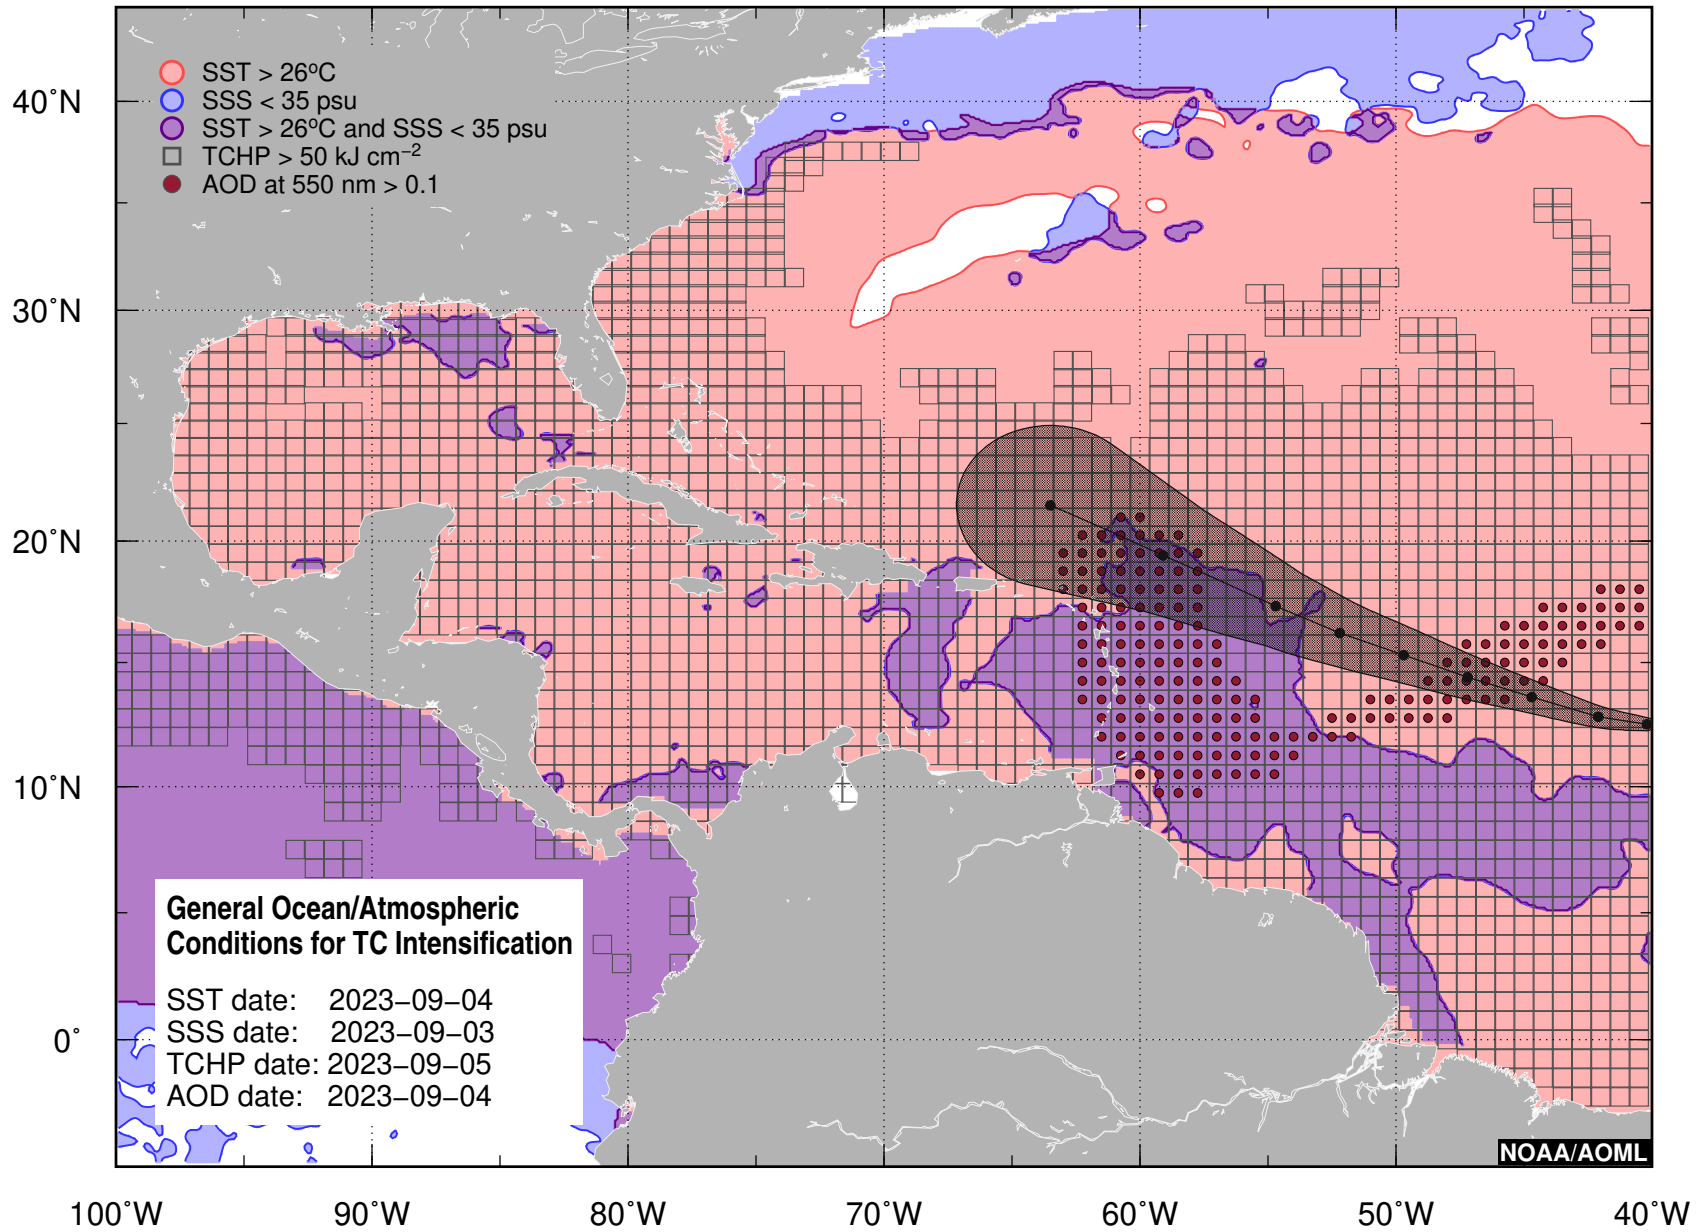 SST > 26°C
SSS < 35 psu
SST > 26°C and SSS < 35 psu
TCHP > 50 kJ cm⁻²
AOD at 550 nm > 0.1
40°N
30°N
20°N
10°N
0°
General Ocean/Atmospheric
Conditions for TC Intensification
SST date: 2023−09−04
SSS date: 2023−09−03
TCHP date: 2023−09−05
AOD date: 2023−09−04
NOAA/AOML
100°W 90°W 80°W 70°W 60°W 50°W 40°W